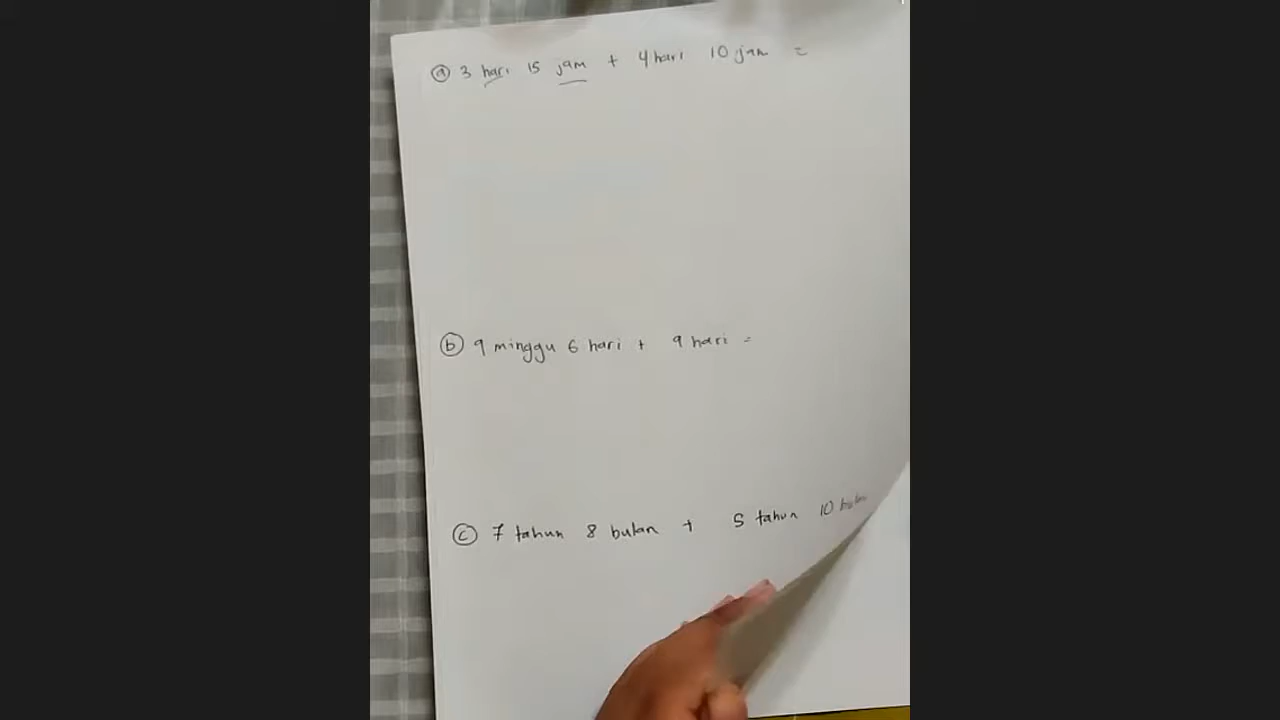 (a) 3 hari 15 jam + 4 hari 10 jam =
(b) 9 minggu 6 hari + 9 hari =
(c) 7 tahun 8 bulan + 5 tahun 10 bulan